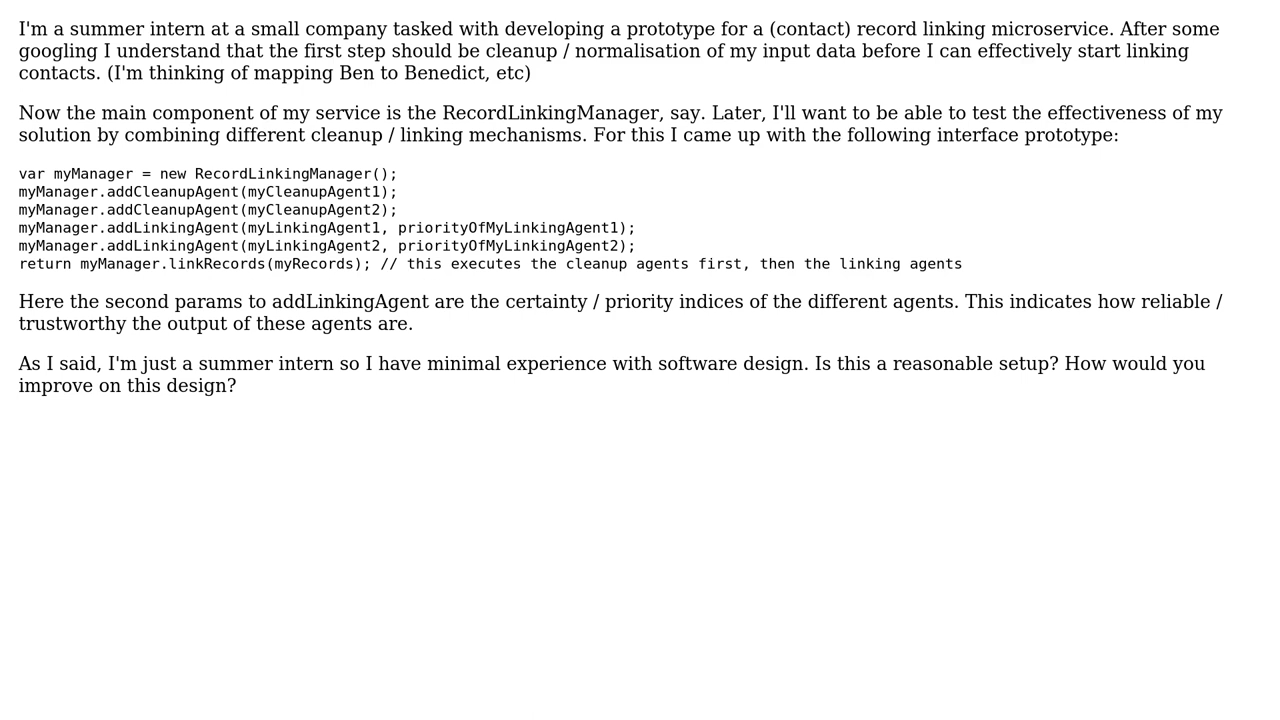 I'm a summer intern at a small company tasked with developing a prototype for a (contact) record linking microservice. After some
googling I understand that the first step should be cleanup / normalisation of my input data before I can effectively start linking
contacts. (I'm thinking of mapping Ben to Benedict, etc)
Now the main component of my service is the RecordLinkingManager, say. Later, I'll want to be able to test the effectiveness of my
solution by combining different cleanup / linking mechanisms. For this I came up with the following interface prototype:
var myManager = new RecordLinkingManager();
myManager.addCleanupAgent(myCleanupAgent1);
myManager.addCleanupAgent(myCleanupAgent2);
myManager.addLinkingAgent(myLinkingAgent1, priorityOfMyLinkingAgent1);
myManager.addLinkingAgent(myLinkingAgent2, priorityOfMyLinkingAgent2);
return myManager.linkRecords(myRecords); // this executes the cleanup agents first, then the linking agents
Here the second params to addLinkingAgent are the certainty / priority indices of the different agents. This indicates how reliable /
trustworthy the output of these agents are.
As I said, I'm just a summer intern so I have minimal experience with software design. Is this a reasonable setup? How would you
improve on this design?